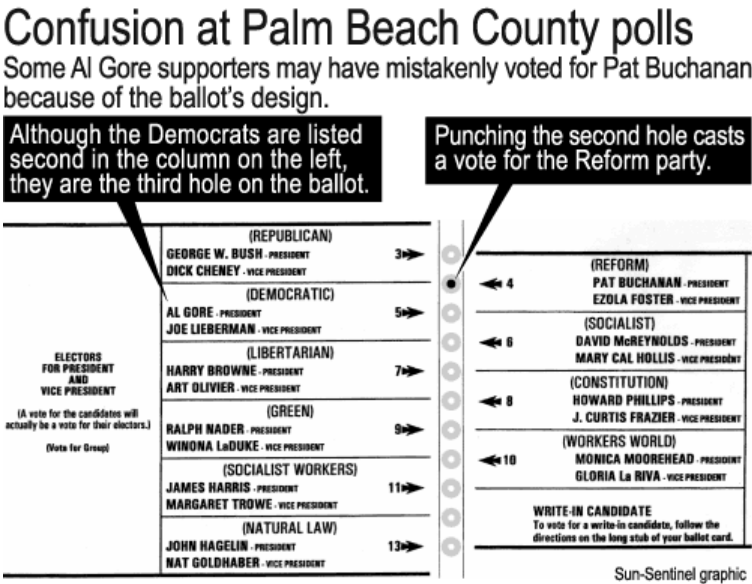 Confusion at Palm Beach County polls
Some Al Gore supporters may have mistakenly voted for Pat Buchanan
because of the ballot's design.
Although the Democrats are listed
second in the column on the left,
they are the third hole on the ballot.
Punching the second hole casts
a vote for the Reform party.
ELECTORS
FOR PRESIDENT
AND
VICE PRESIDENT
(A vote for the candidates will
actually be a vote for their electors.)
(Vote for Group)
(REPUBLICAN)
GEORGE W. BUSH - PRESIDENT
DICK CHENEY - VICE PRESIDENT
3
(DEMOCRATIC)
AL GORE - PRESIDENT
JOE LIEBERMAN - VICE PRESIDENT
5
(LIBERTARIAN)
HARRY BROWNE - PRESIDENT
ART OLIVIER - VICE PRESIDENT
7
(GREEN)
RALPH NADER - PRESIDENT
WINONA LaDUKE - VICE PRESIDENT
9
(SOCIALIST WORKERS)
JAMES HARRIS - PRESIDENT
MARGARET TROWE - VICE PRESIDENT
11
(NATURAL LAW)
JOHN HAGELIN - PRESIDENT
NAT GOLDHABER - VICE PRESIDENT
13
(REFORM)
4 PAT BUCHANAN - PRESIDENT
EZOLA FOSTER - VICE PRESIDENT
(SOCIALIST)
6 DAVID McREYNOLDS - PRESIDENT
MARY CAL HOLLIS - VICE PRESIDENT
(CONSTITUTION)
8 HOWARD PHILLIPS - PRESIDENT
J. CURTIS FRAZIER - VICE PRESIDENT
(WORKERS WORLD)
10 MONICA MOOREHEAD - PRESIDENT
GLORIA La RIVA - VICE PRESIDENT
WRITE-IN CANDIDATE
To vote for a write-in candidate, follow the
directions on the long stub of your ballot card.
Sun-Sentinel graphic